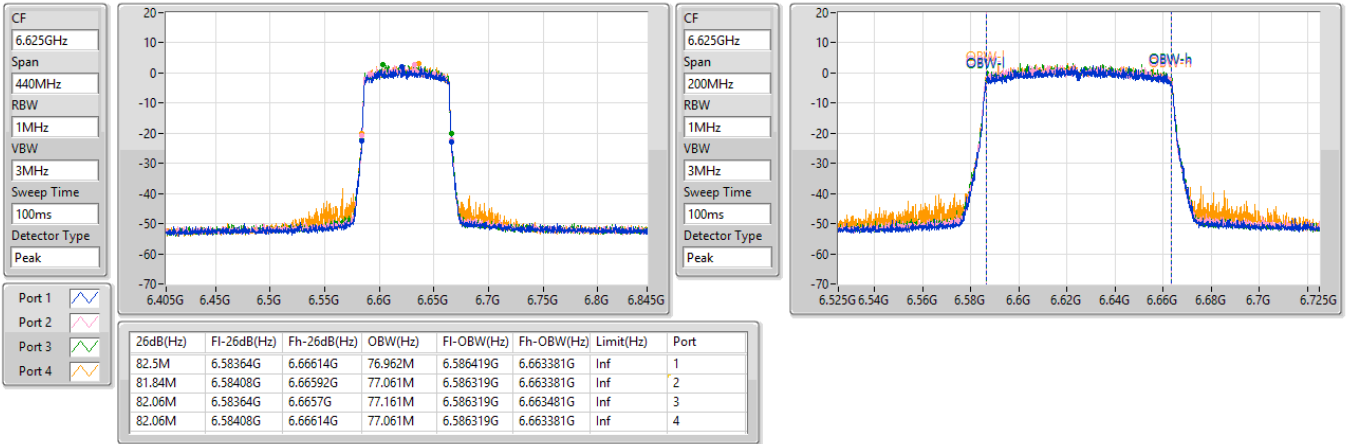 CF
6.625GHz
Span
440MHz
RBW
1MHz
VBW
3MHz
Sweep Time
100ms
Detector Type
Peak
20
10
0
-10
-20
-30
-40
-50
-60
-70
6.405G 6.45G 6.5G 6.55G 6.6G 6.65G 6.7G 6.75G 6.8G 6.845G
CF
6.625GHz
Span
200MHz
RBW
1MHz
VBW
3MHz
Sweep Time
100ms
Detector Type
Peak
20
10
0
-10
-20
-30
-40
-50
-60
-70
OBW-l OBW-h
6.525G 6.54G 6.56G 6.58G 6.6G 6.62G 6.64G 6.66G 6.68G 6.7G 6.725G
Port 1
Port 2
Port 3
Port 4
26dB(Hz) Fl-26dB(Hz) Fh-26dB(Hz) OBW(Hz) Fl-OBW(Hz) Fh-OBW(Hz) Limit(Hz) Port
82.5M 6.58364G 6.66614G 76.962M 6.586419G 6.663381G Inf 1
81.84M 6.58408G 6.66592G 77.061M 6.586319G 6.663381G Inf 2
82.06M 6.58364G 6.6657G 77.161M 6.586319G 6.663481G Inf 3
82.06M 6.58408G 6.66614G 77.061M 6.586319G 6.663381G Inf 4